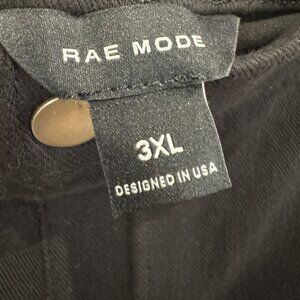 RAE MODE
3XL
DESIGNED IN USA